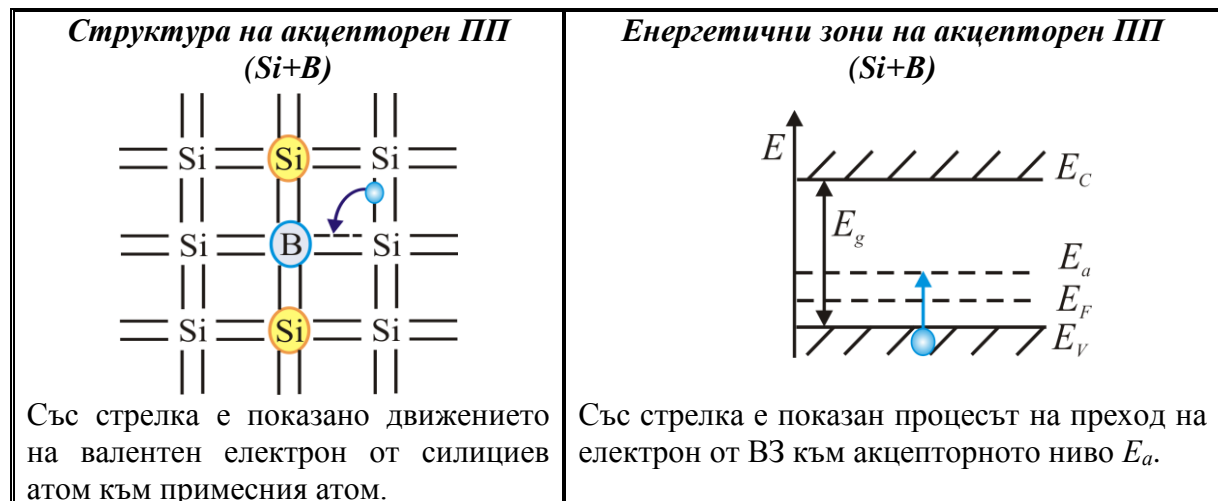 Структура на акцепторен ПП
(Si+B)
Si Si Si
Si B Si
Si Si Si
Със стрелка е показано движението
на валентен електрон от силициев
атом към примесния атом.
Енергетични зони на акцепторен ПП
(Si+B)
E
E_C
E_g
E_a
E_F
E_V
Със стрелка е показан процесът на преход на
електрон от ВЗ към акцепторното ниво E_a.